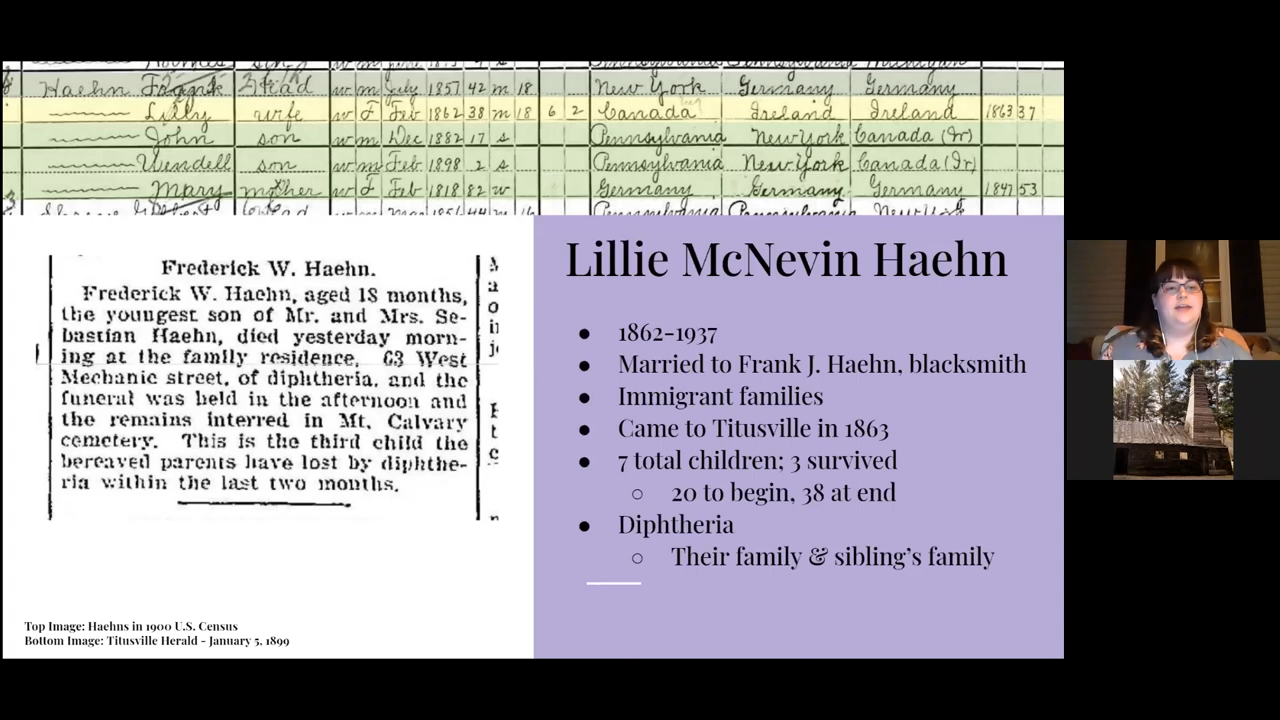 Haehn Frank Head w m July 1857 42 m 18 New York Germany Germany
Lilly wife w F Feb 1862 38 m 18 6 2 Canada Ireland Ireland 1863 37
John son w m Dec 1882 17 s Pennsylvania New York Canada (Ir)
Wendell son w m Feb 1898 2 s Pennsylvania New York Canada (Ir)
Mary mother w F Feb 1818 82 w Germany Germany Germany 1847 53
Frederick W. Haehn.
Frederick W. Haehn, aged 18 months,
the youngest son of Mr. and Mrs. Se-
bastian Haehn, died yesterday morn-
ing at the family residence, 63 West
Mechanic street, of diphtheria, and the
funeral was held in the afternoon and
the remains interred in Mt. Calvary
cemetery. This is the third child the
bereaved parents have lost by diphthe-
ria within the last two months.
Top Image: Haehns in 1900 U.S. Census
Bottom Image: Titusville Herald - January 5, 1899
Lillie McNevin Haehn
● 1862-1937
● Married to Frank J. Haehn, blacksmith
● Immigrant families
● Came to Titusville in 1863
● 7 total children; 3 survived
○ 20 to begin, 38 at end
● Diphtheria
○ Their family & sibling's family